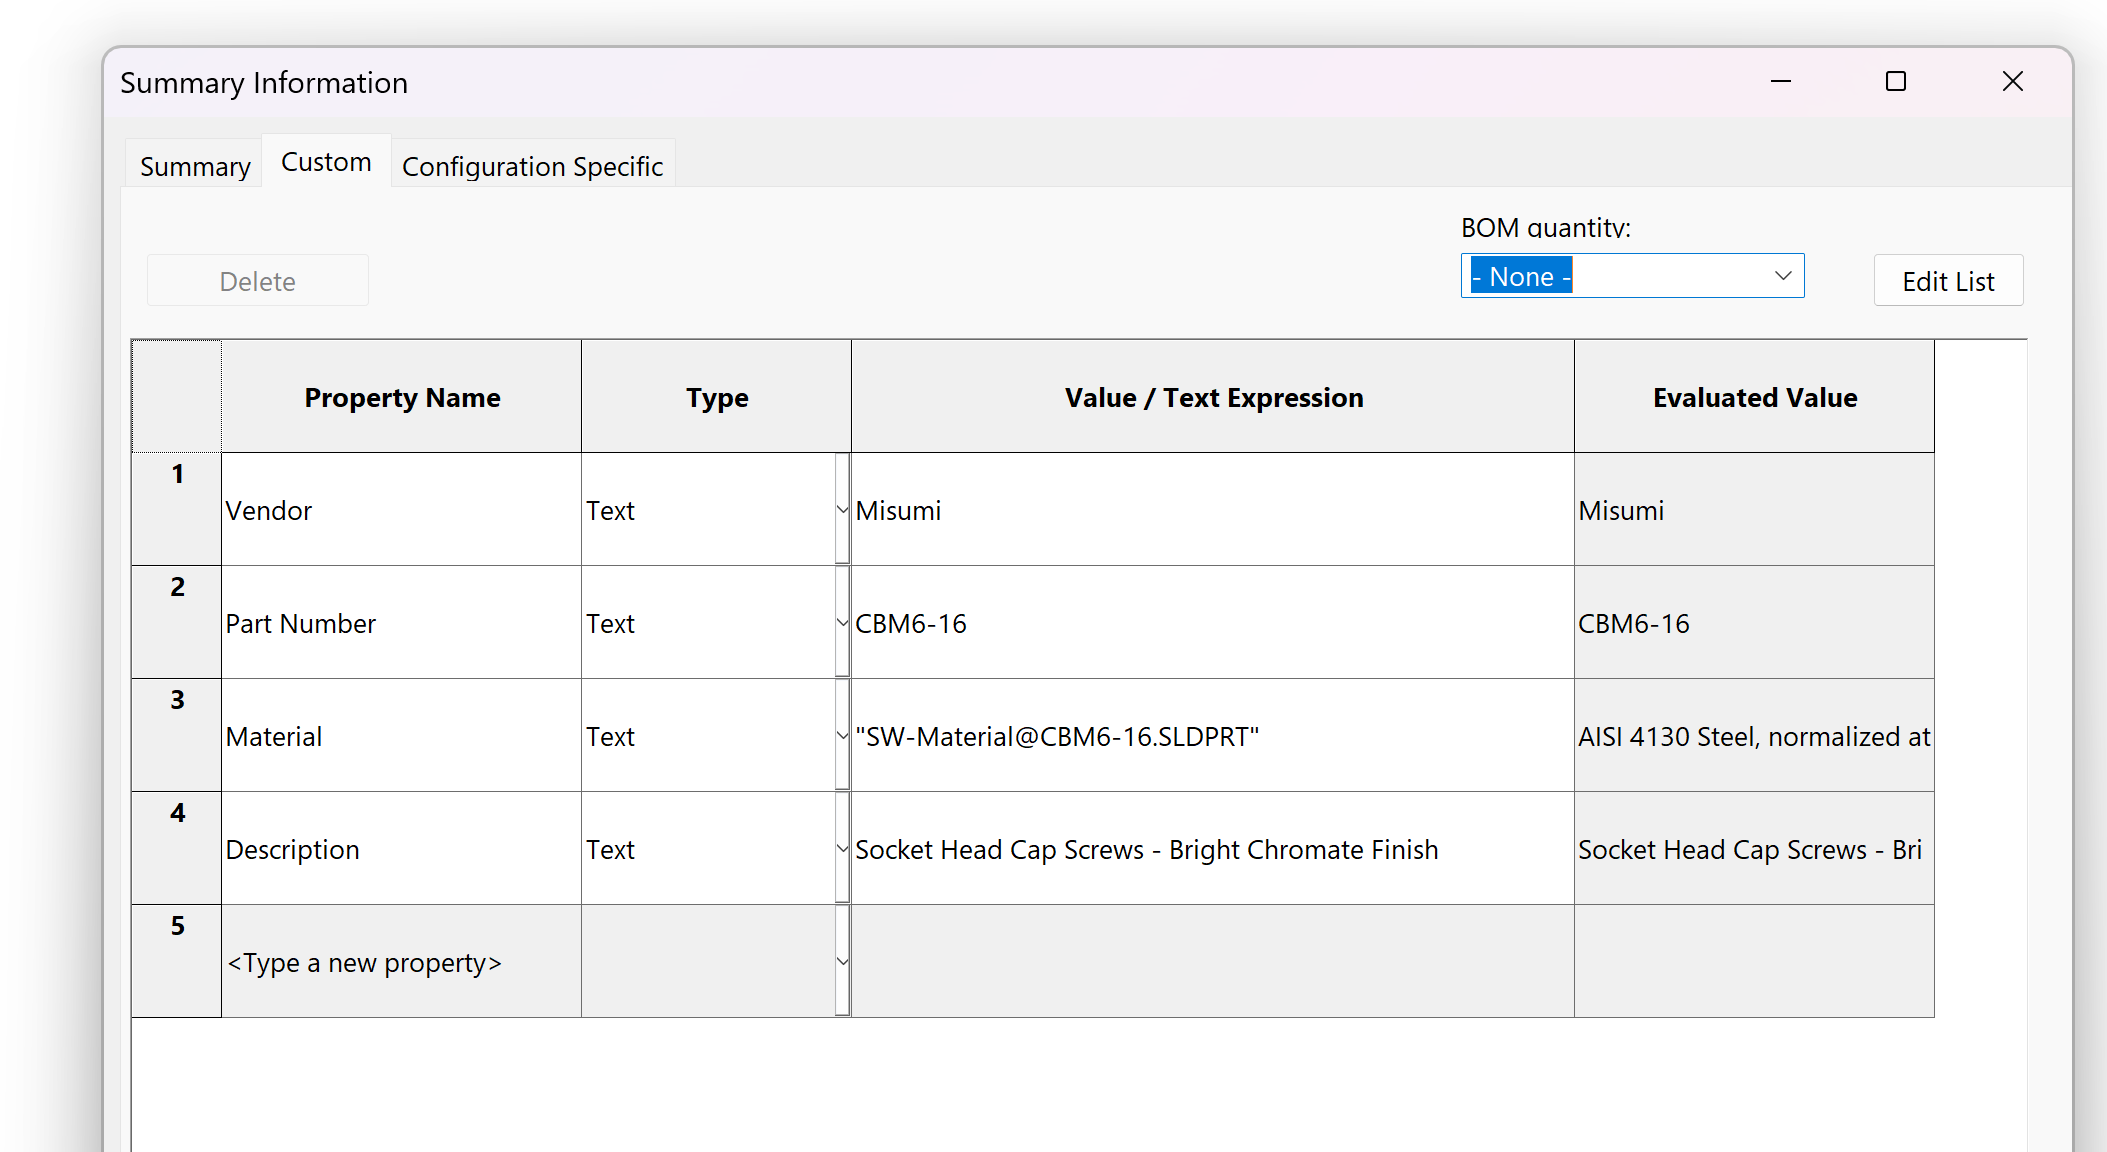 Summary Information
Summary Custom Configuration Specific
BOM quantity:
Delete - None - Edit List
Property Name Type Value / Text Expression Evaluated Value
1 Vendor Text Misumi Misumi
2 Part Number Text CBM6-16 CBM6-16
3 Material Text "SW-Material@CBM6-16.SLDPRT" AISI 4130 Steel, normalized at
4 Description Text Socket Head Cap Screws - Bright Chromate Finish Socket Head Cap Screws - Bri
5 <Type a new property>